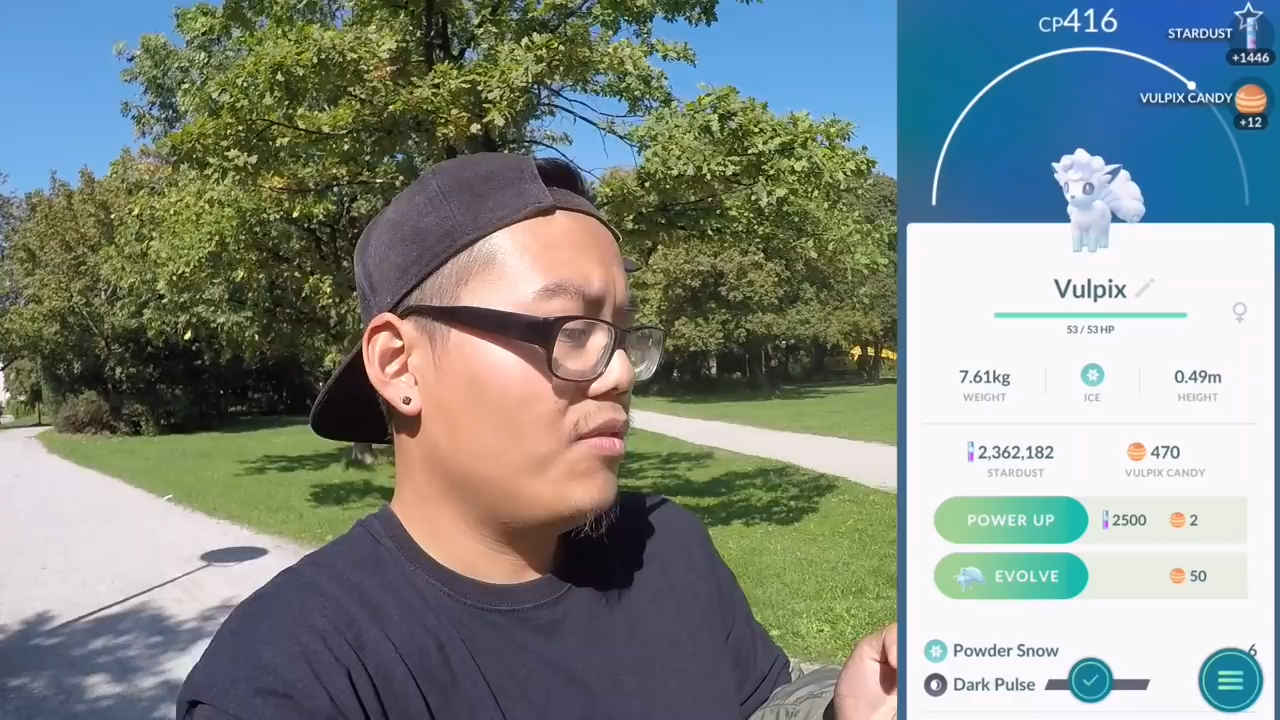 CP416
STARDUST
+1446
VULPIX CANDY
+12
Vulpix
53 / 53 HP
7.61kg
WEIGHT
ICE
0.49m
HEIGHT
2,362,182
STARDUST
470
VULPIX CANDY
POWER UP 2500 2
EVOLVE 50
Powder Snow 6
Dark Pulse